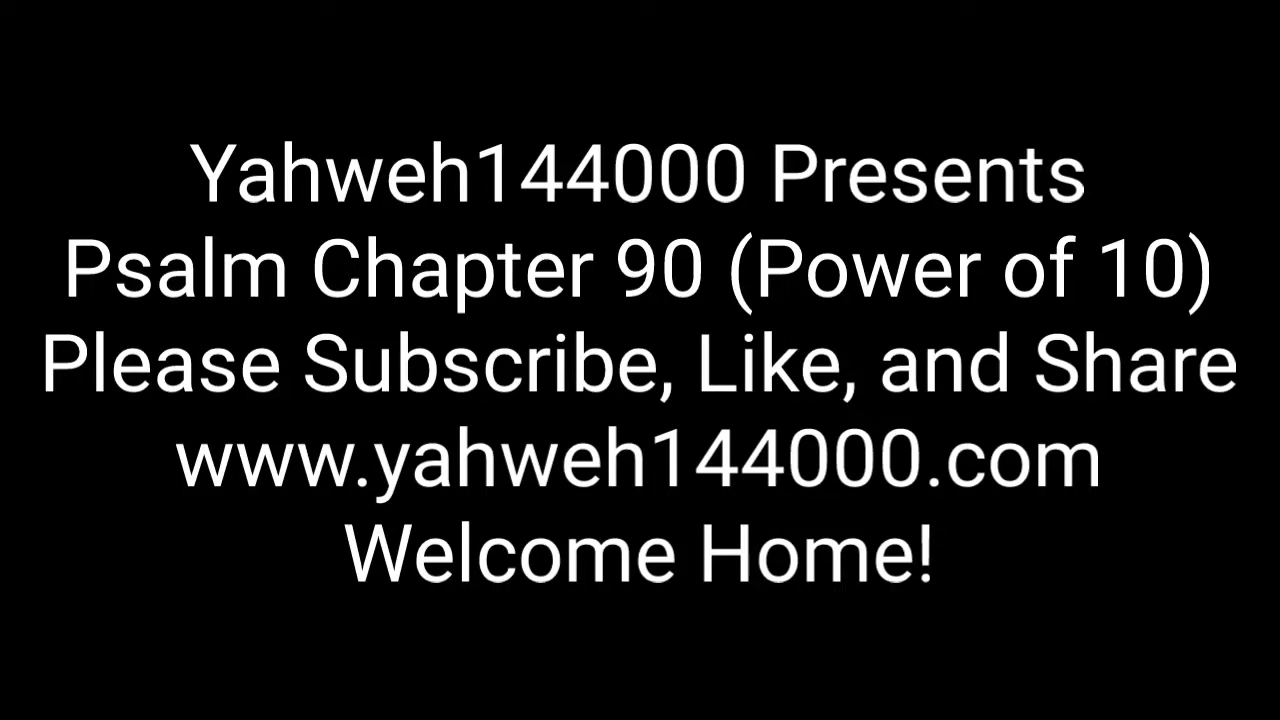 Yahweh144000 Presents
Psalm Chapter 90 (Power of 10)
Please Subscribe, Like, and Share
www.yahweh144000.com
Welcome Home!